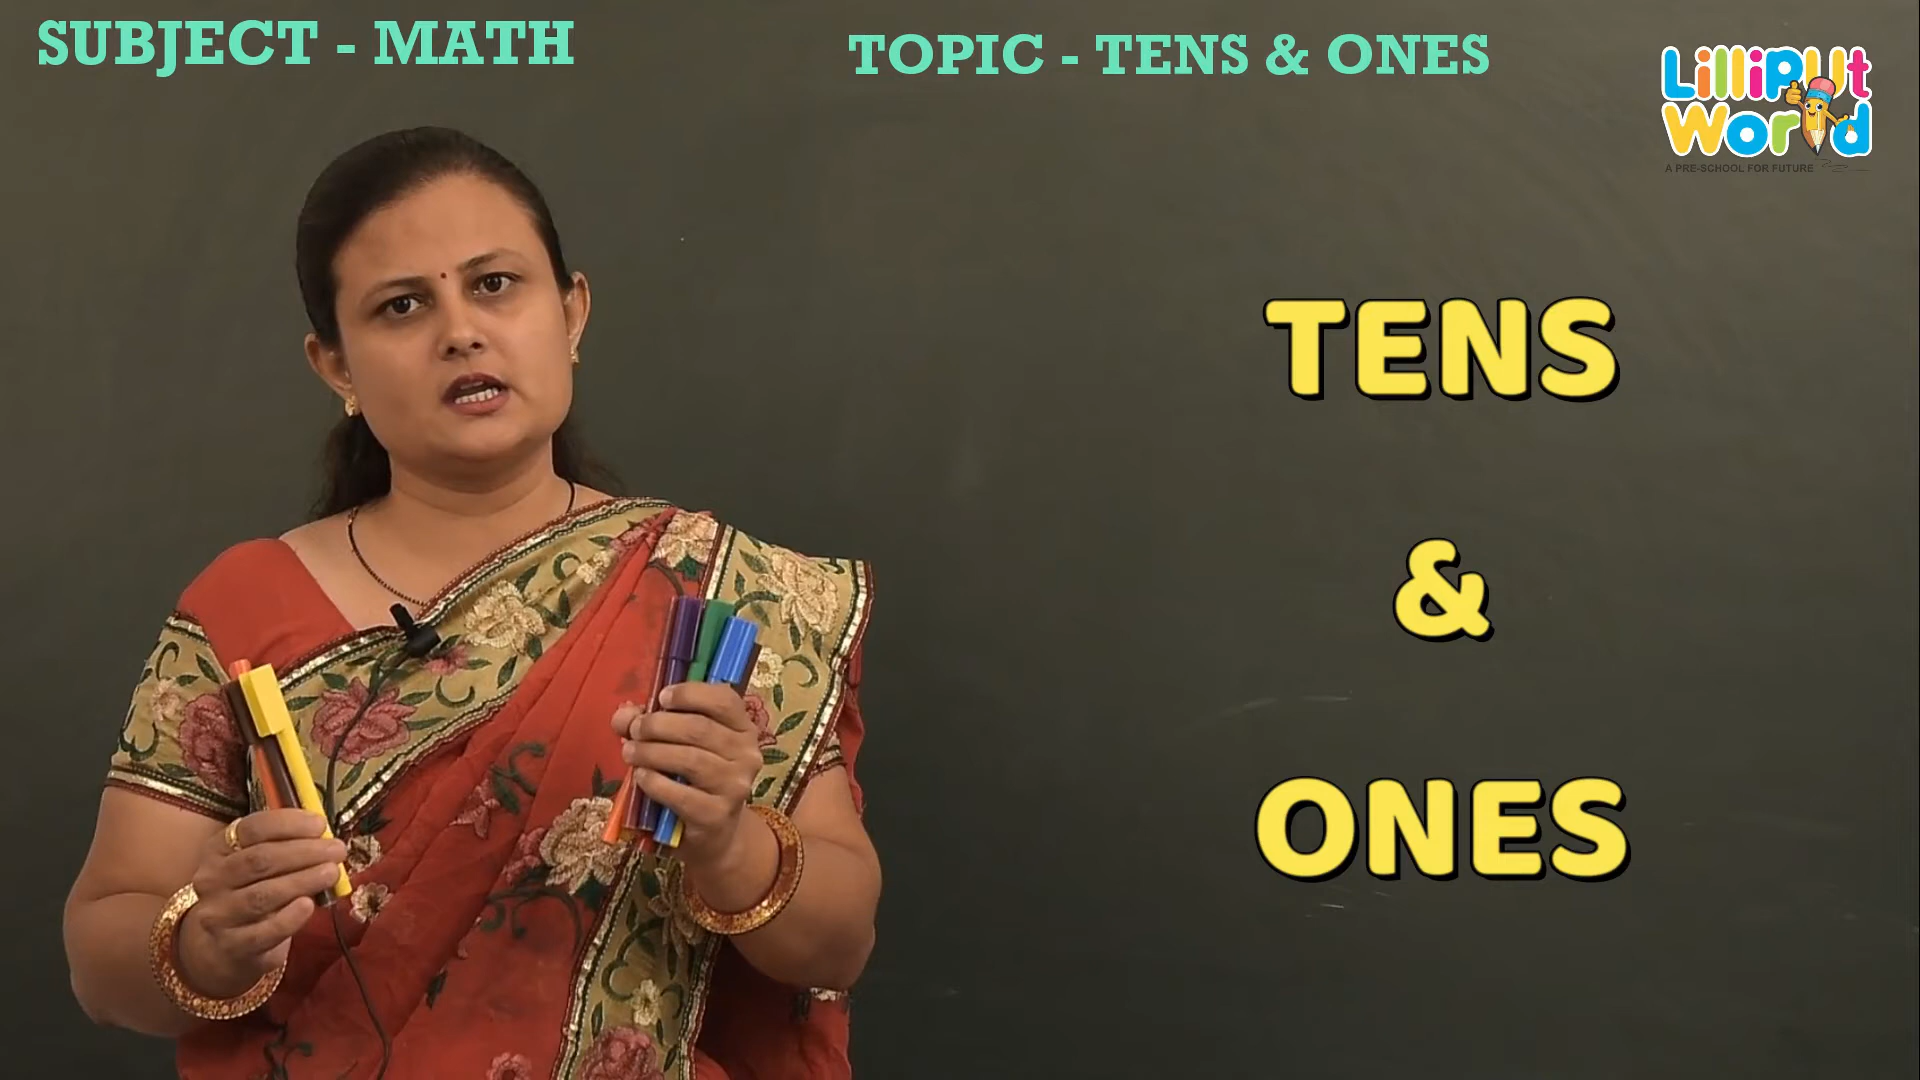 SUBJECT - MATH
TOPIC - TENS & ONES
Lilliput
World
A PRE-SCHOOL FOR FUTURE
TENS
&
ONES